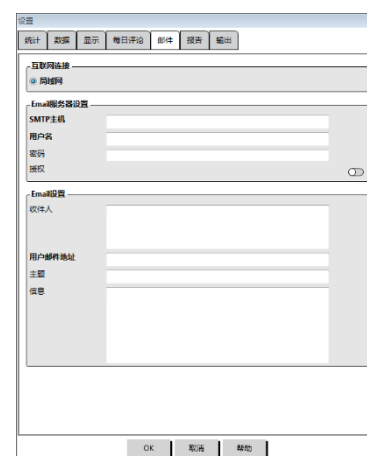 设置
统计 数据 显示 每日评论 邮件 报告 输出
互联网连接
局域网
Email服务器设置
SMTP主机
用户名
密码
授权
Email设置
收件人
用户邮件地址
主题
信息
OK 取消 帮助